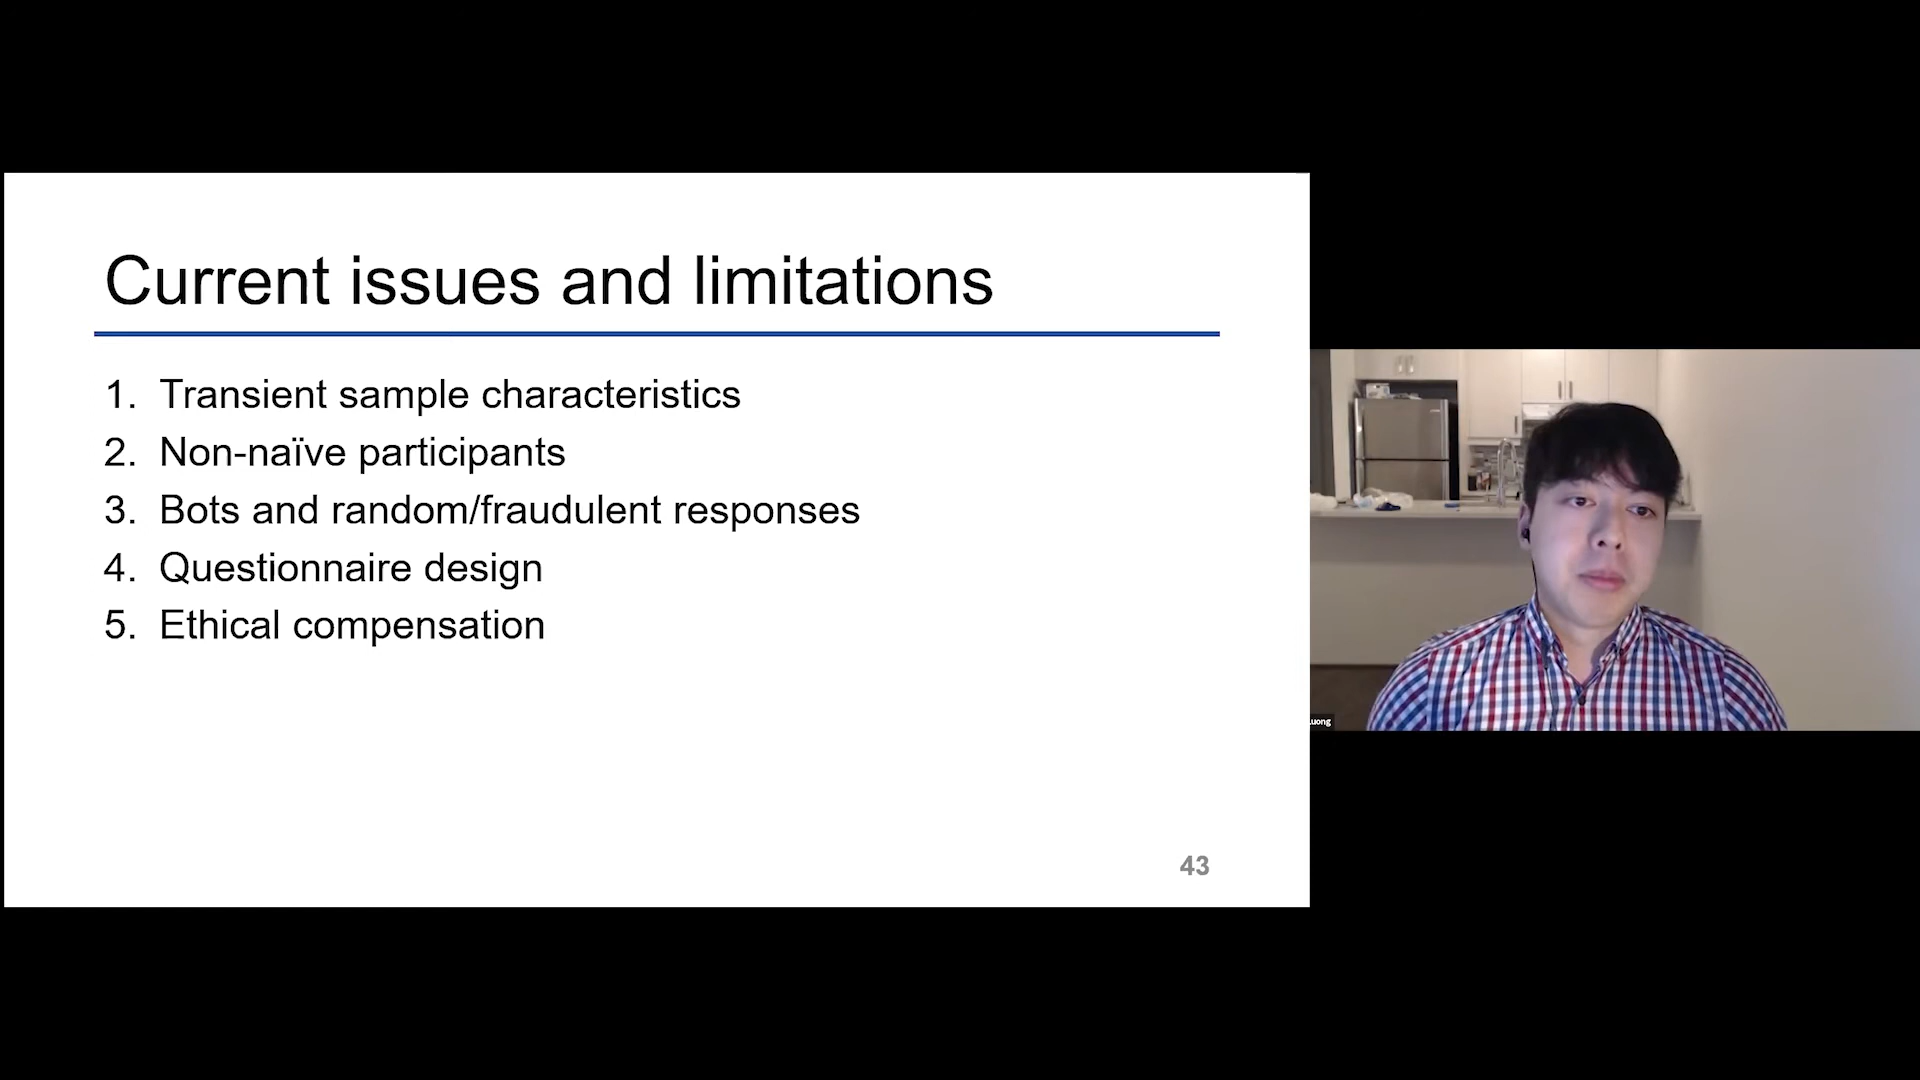 Current issues and limitations
1. Transient sample characteristics
2. Non-naïve participants
3. Bots and random/fraudulent responses
4. Questionnaire design
5. Ethical compensation
43